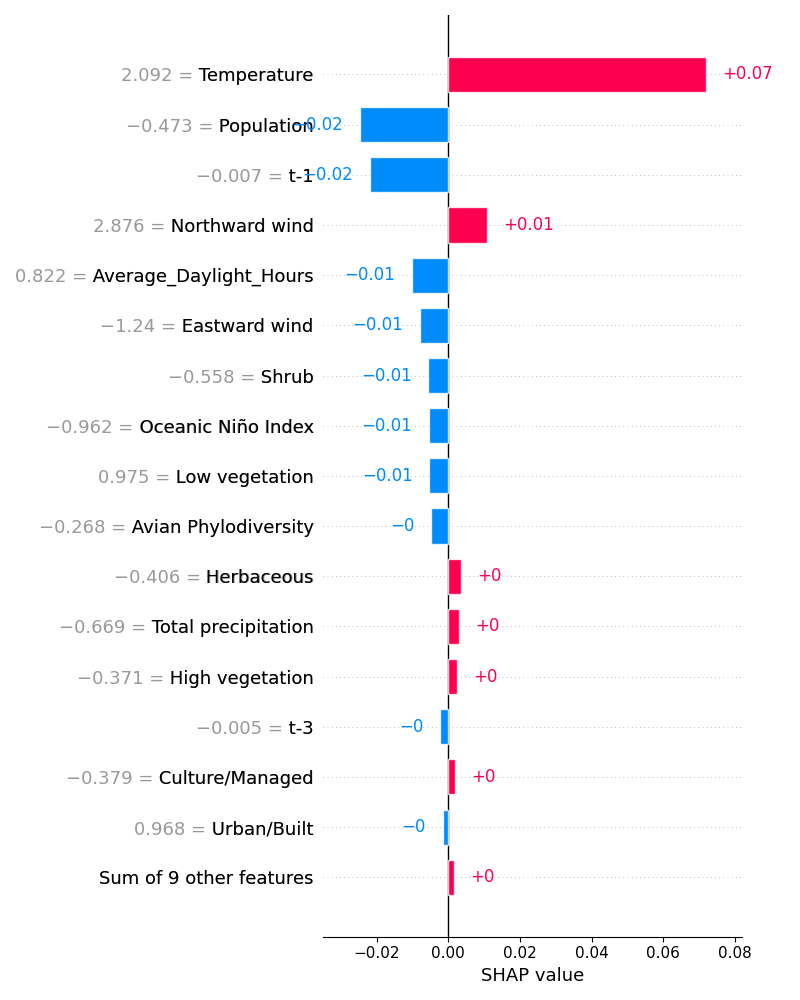 2.092 = Temperature +0.07
−0.473 = Population −0.02
−0.007 = t-1 −0.02
2.876 = Northward wind +0.01
0.822 = Average_Daylight_Hours −0.01
−1.24 = Eastward wind −0.01
−0.558 = Shrub −0.01
−0.962 = Oceanic Niño Index −0.01
0.975 = Low vegetation −0.01
−0.268 = Avian Phylodiversity −0
−0.406 = Herbaceous +0
−0.669 = Total precipitation +0
−0.371 = High vegetation +0
−0.005 = t-3 −0
−0.379 = Culture/Managed +0
0.968 = Urban/Built −0
Sum of 9 other features +0
−0.02 0.00 0.02 0.04 0.06 0.08
SHAP value